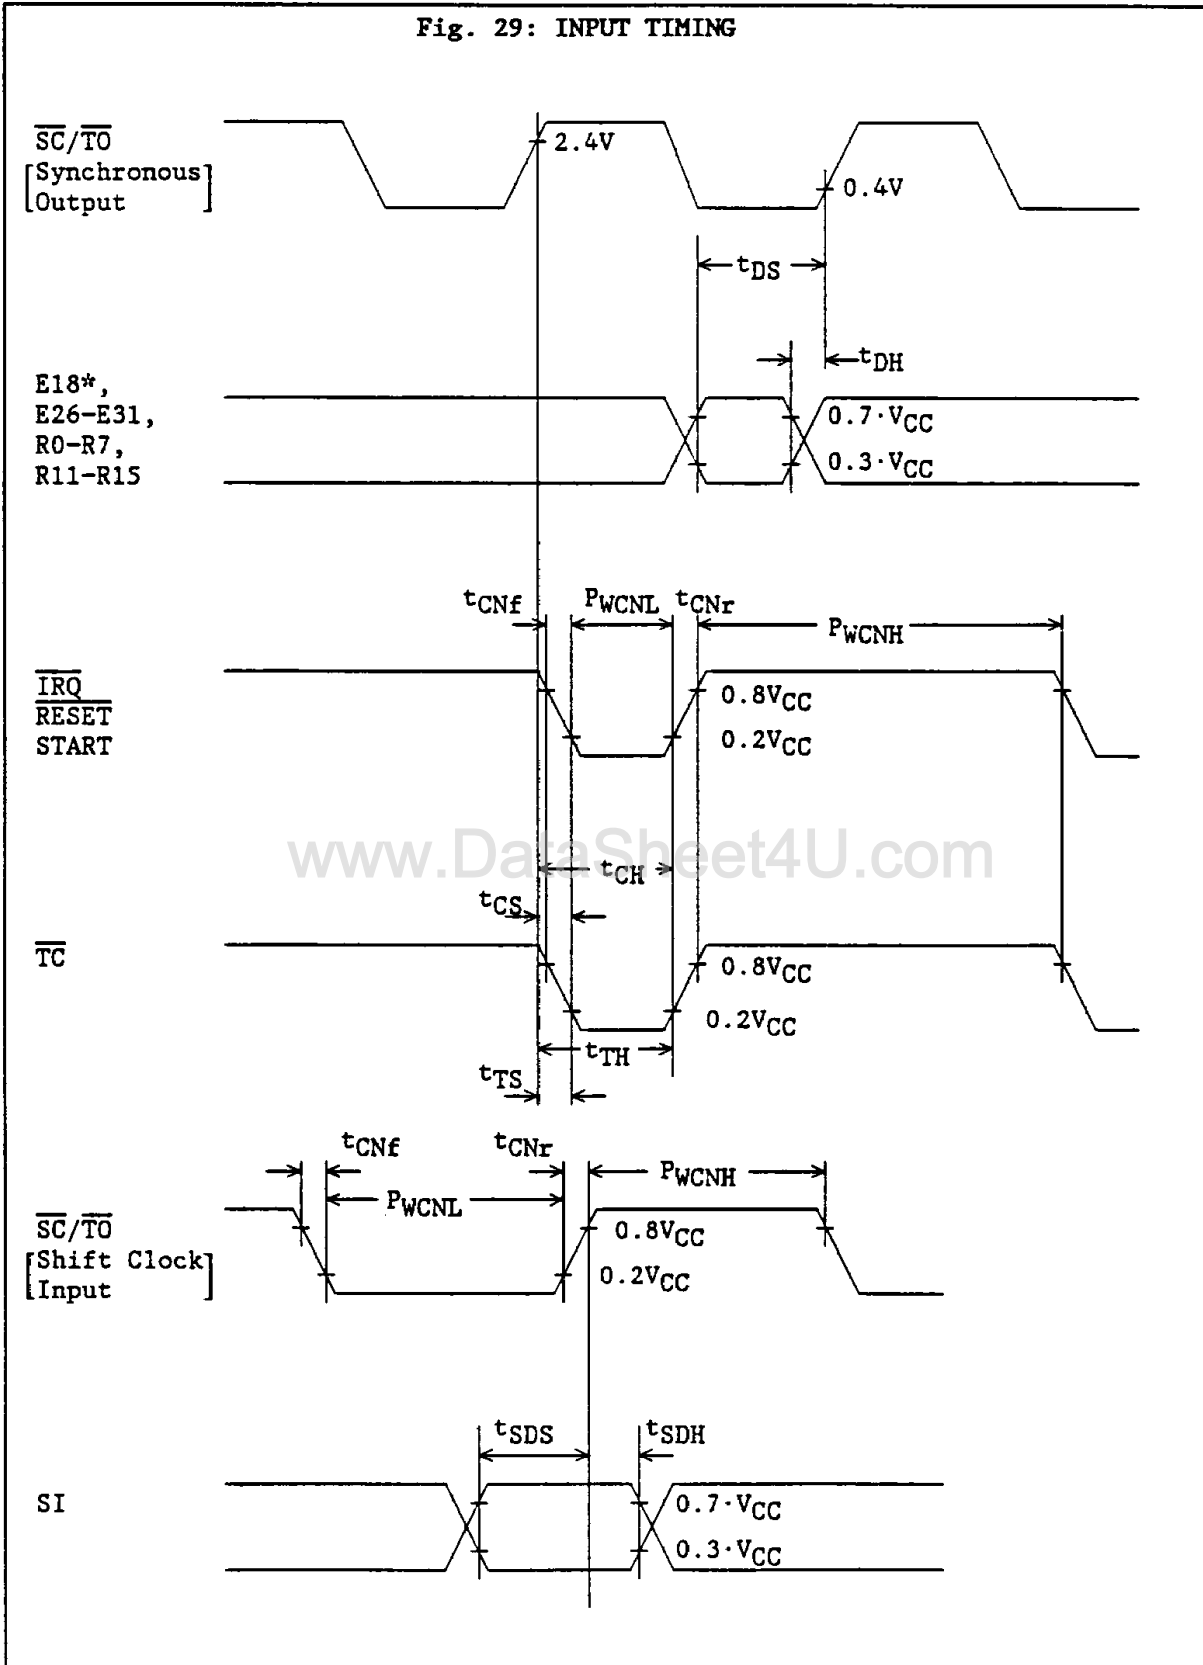 Fig. 29: INPUT TIMING
SC/TO
[Synchronous
Output]
2.4V
0.4V
tDS
tDH
E18*,
E26-E31,
R0-R7,
R11-R15
0.7·VCC
0.3·VCC
tCNf
PWCNL
tCNr
PWCNH
IRQ
RESET
START
0.8VCC
0.2VCC
www.DataSheet4U.com
tCH
tCS
TC
0.8VCC
0.2VCC
tTH
tTS
tCNf
tCNr
PWCNH
PWCNL
SC/TO
[Shift Clock
Input]
0.8VCC
0.2VCC
tSDS
tSDH
SI
0.7·VCC
0.3·VCC